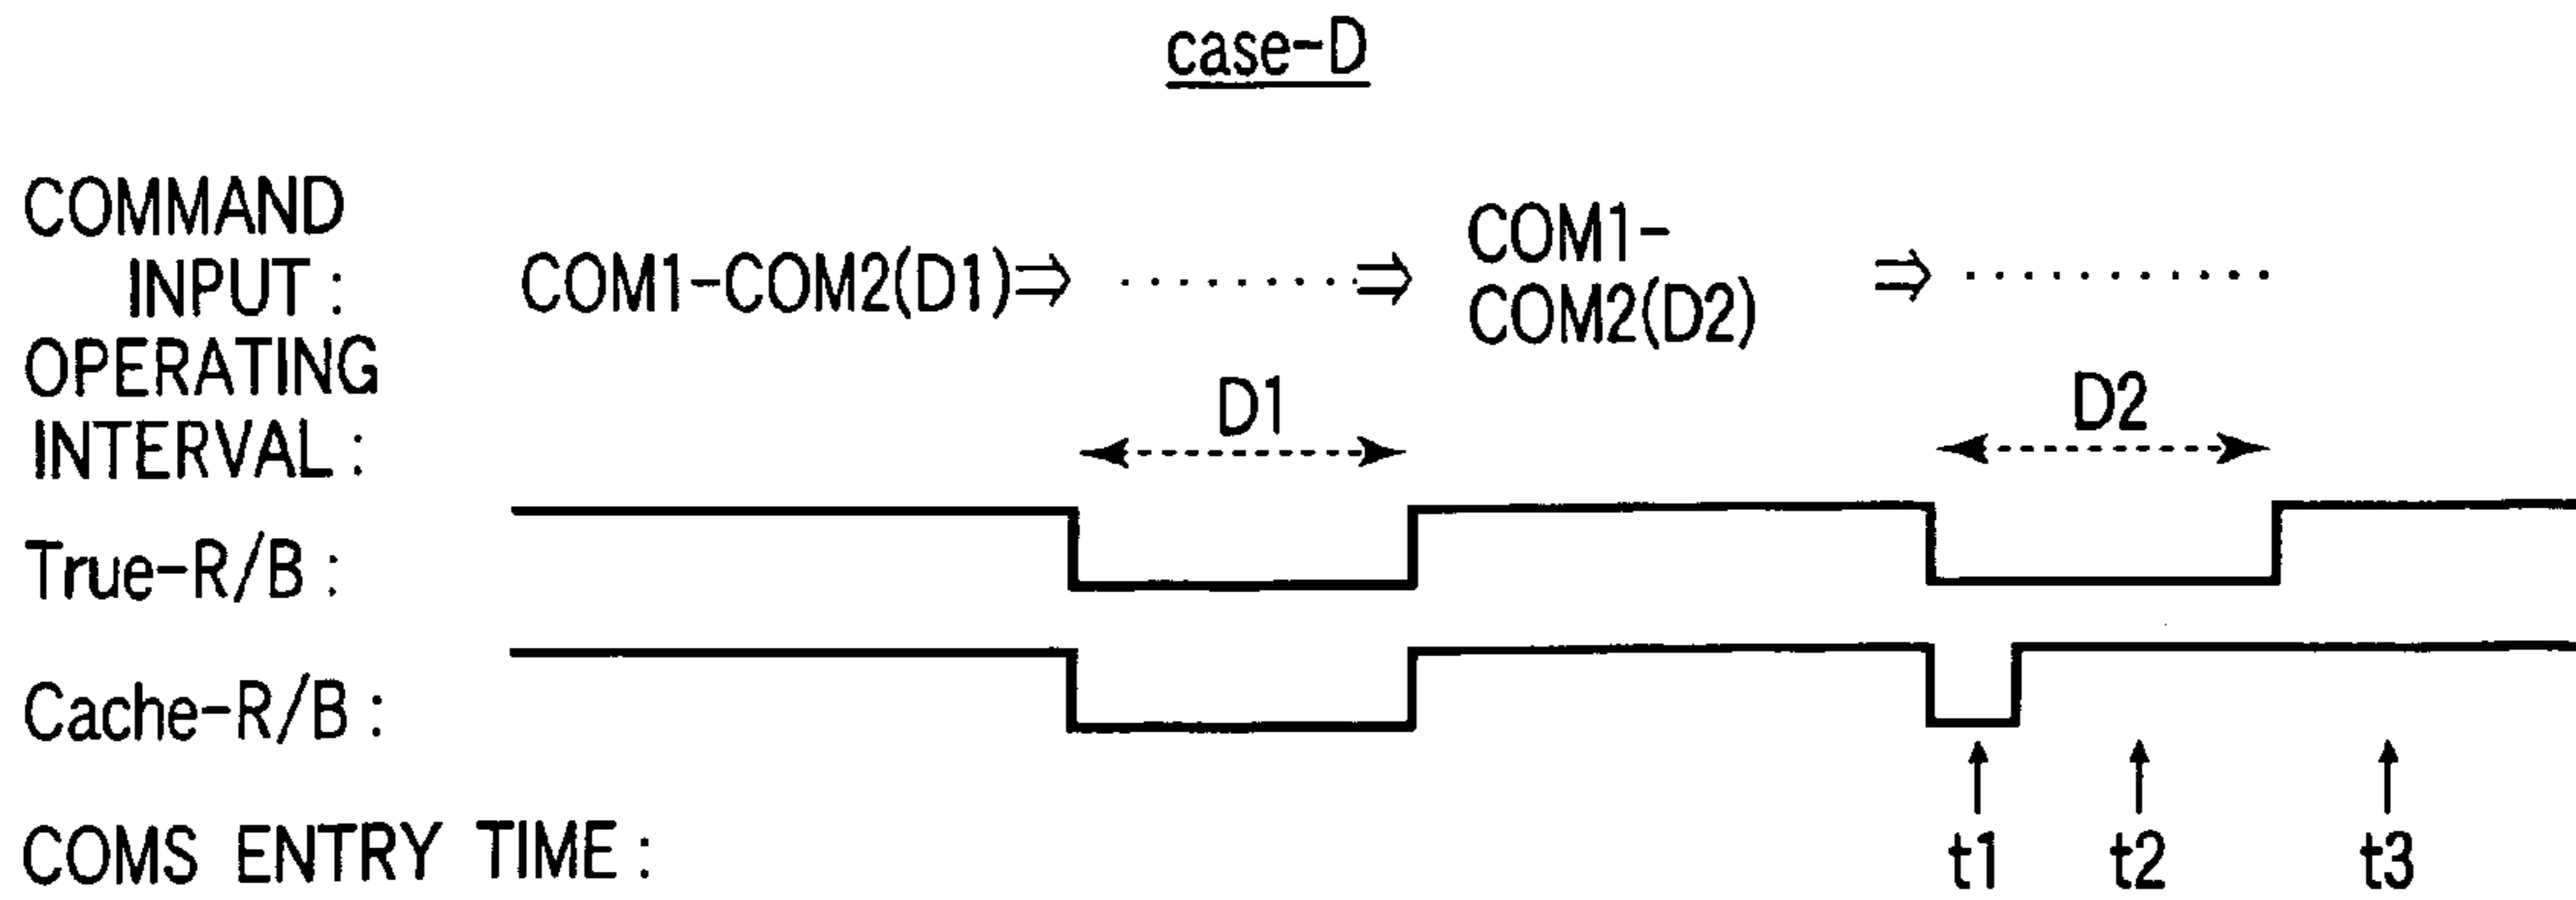 case-D
COMMAND
INPUT :
COM1-COM2(D1)⇒ ········⇒
COM1-
COM2(D2)
⇒ ···········
OPERATING
INTERVAL :
D1
D2
True-R/B :
Cache-R/B :
COMS ENTRY TIME :
t1 t2 t3